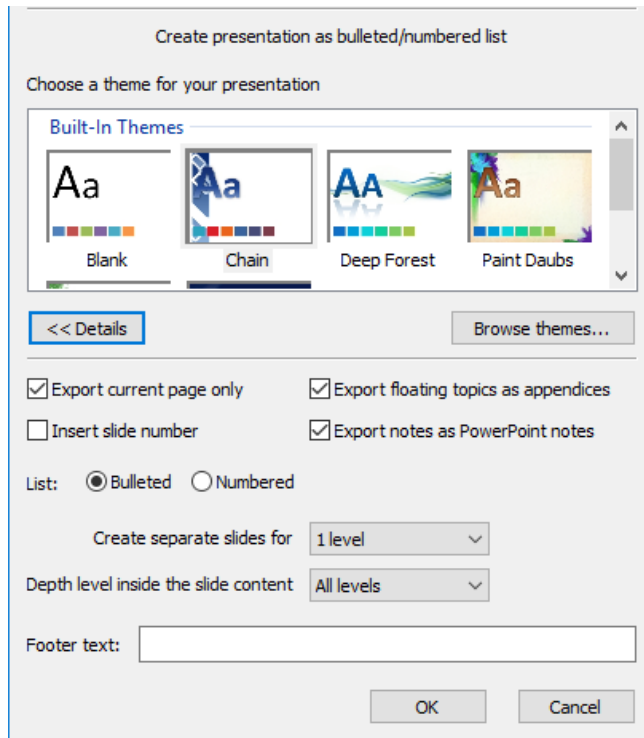 Create presentation as bulleted/numbered list
Choose a theme for your presentation
Built-In Themes
Aa Aa AA Aa
Blank Chain Deep Forest Paint Daubs
<< Details Browse themes...
Export current page only Export floating topics as appendices
Insert slide number Export notes as PowerPoint notes
List: Bulleted Numbered
Create separate slides for 1 level
Depth level inside the slide content All levels
Footer text:
OK Cancel